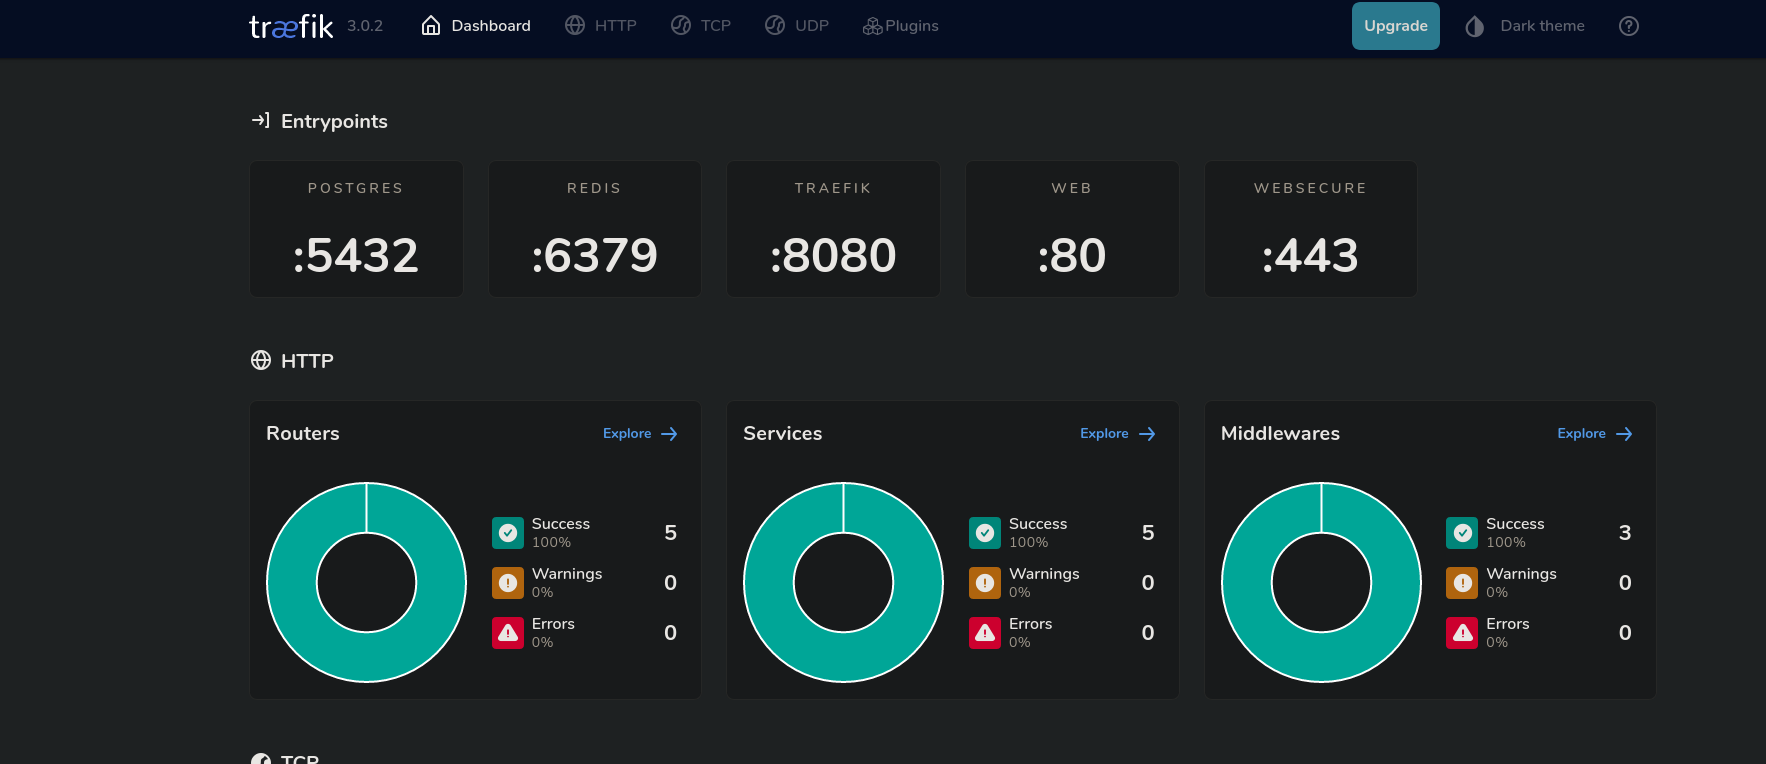 træfik 3.0.2 Dashboard HTTP TCP UDP Plugins Upgrade Dark theme
Entrypoints
POSTGRES REDIS TRAEFIK WEB WEBSECURE
:5432 :6379 :8080 :80 :443
HTTP
Routers Explore
Success 5
100%
Warnings 0
0%
Errors 0
0%
Services Explore
Success 5
100%
Warnings 0
0%
Errors 0
0%
Middlewares Explore
Success 3
100%
Warnings 0
0%
Errors 0
0%
TCP